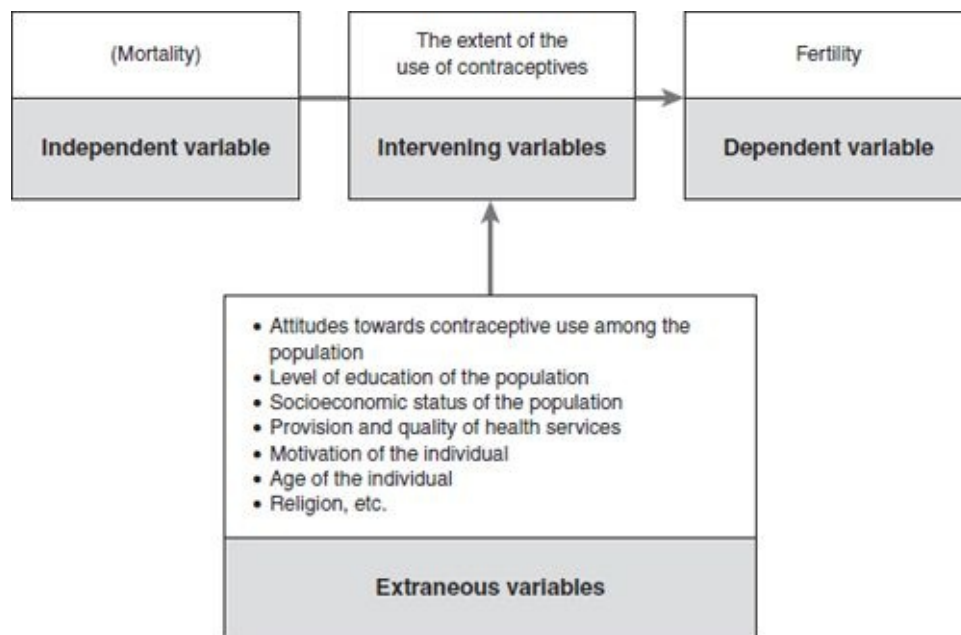 (Mortality)
The extent of the
use of contraceptives
Fertility
Independent variable
Intervening variables
Dependent variable
• Attitudes towards contraceptive use among the
population
• Level of education of the population
• Socioeconomic status of the population
• Provision and quality of health services
• Motivation of the individual
• Age of the individual
• Religion, etc.
Extraneous variables